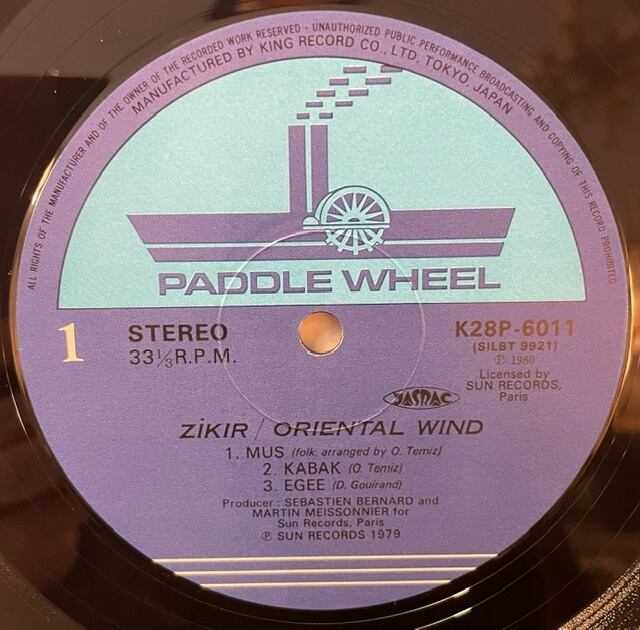 ALL RIGHTS OF THE MANUFACTURER AND OF THE OWNER OF THE RECORDED WORK RESERVED · UNAUTHORIZED PUBLIC PERFORMANCE BROADCASTING AND COPYING OF THIS RECORD PROHIBITED
MANUFACTURED BY KING RECORD CO., LTD. TOKYO, JAPAN
PADDLE WHEEL
1
STEREO
33⅓ R.P.M.
K28P-6011
(SILBT 9921)
Ⓟ 1980
Licensed by
SUN RECORDS,
Paris
JASRAC
ZİKIR / ORIENTAL WIND
1. MUS (folk, arranged by O. Temiz)
2. KABAK (O. Temiz)
3. EGEE (D. Gouirand)
Producer : SEBASTIEN BERNARD and
MARTIN MEISSONNIER for
Sun Records, Paris
Ⓟ SUN RECORDS 1979